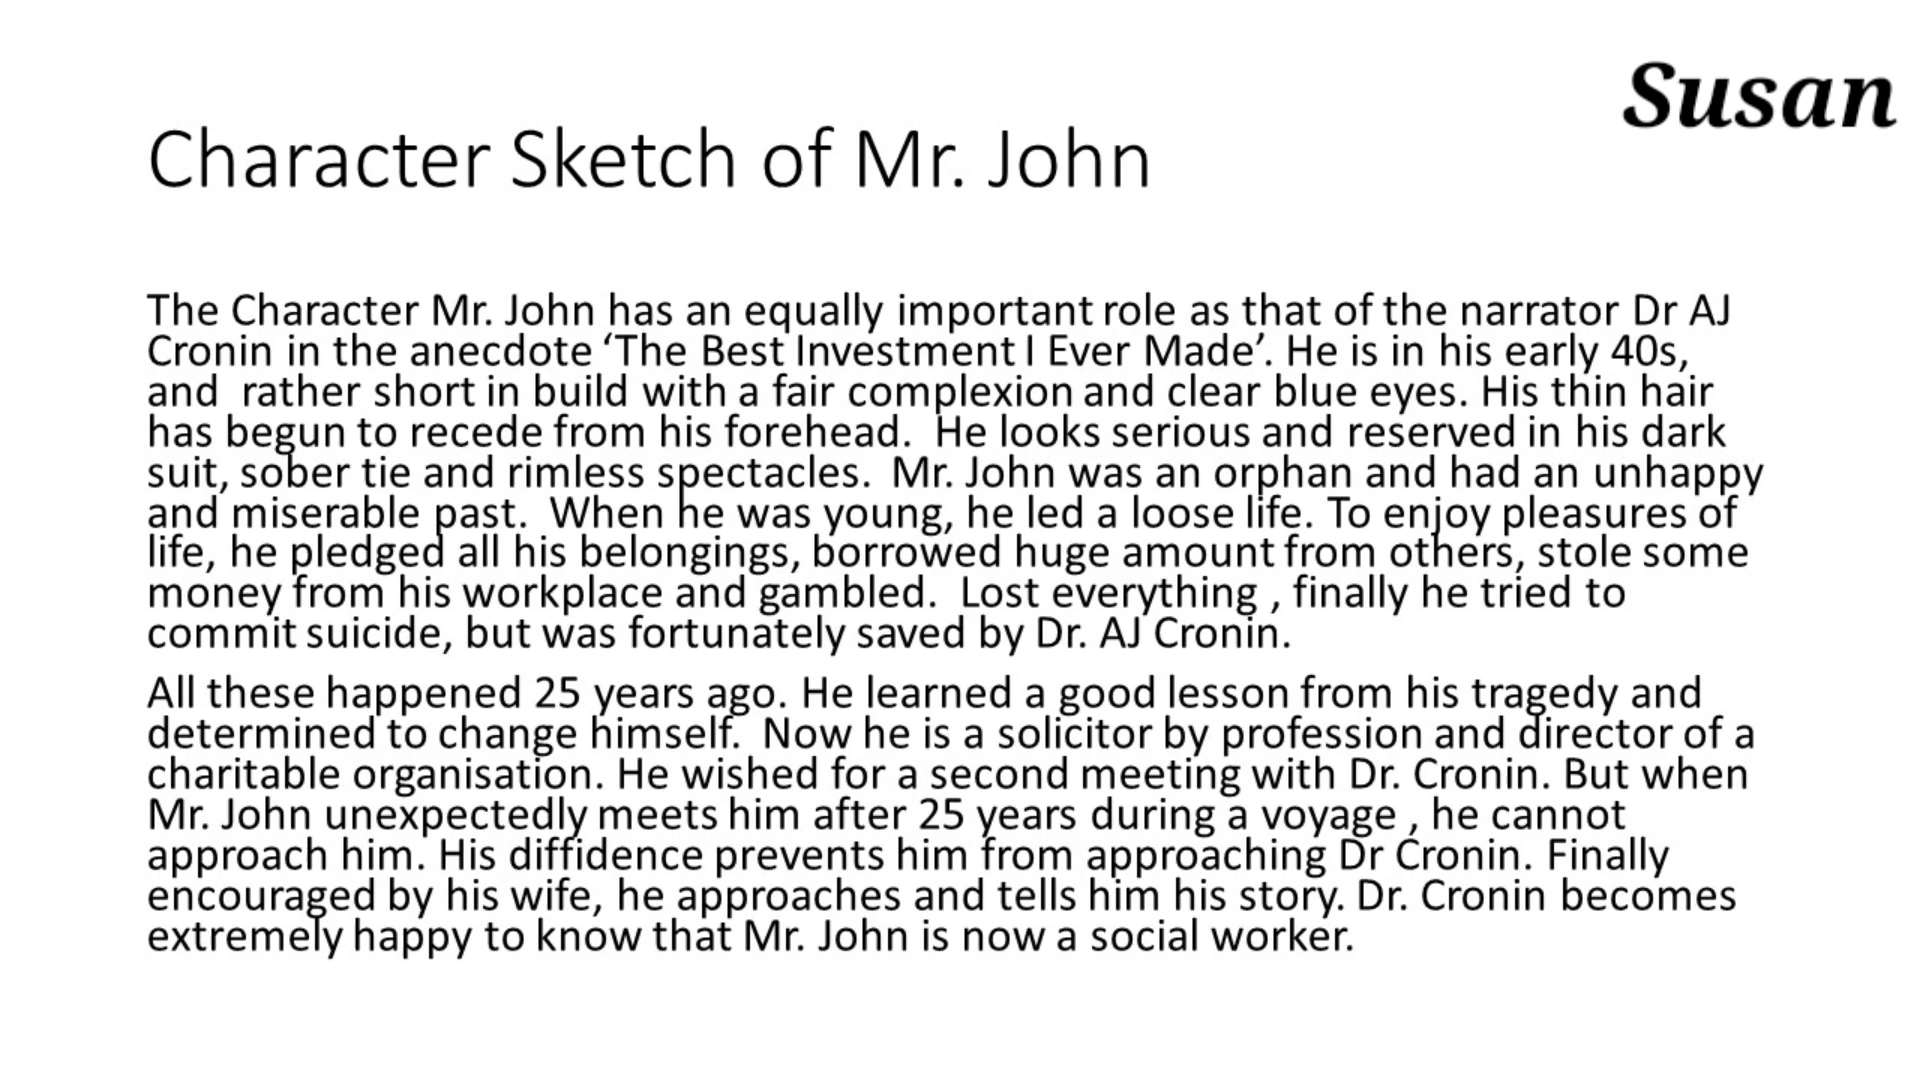 Susan
Character Sketch of Mr. John
The Character Mr. John has an equally important role as that of the narrator Dr AJ
Cronin in the anecdote ‘The Best Investment I Ever Made’. He is in his early 40s,
and  rather short in build with a fair complexion and clear blue eyes. His thin hair
has begun to recede from his forehead.  He looks serious and reserved in his dark
suit, sober tie and rimless spectacles.  Mr. John was an orphan and had an unhappy
and miserable past.  When he was young, he led a loose life. To enjoy pleasures of
life, he pledged all his belongings, borrowed huge amount from others, stole some
money from his workplace and gambled.  Lost everything , finally he tried to
commit suicide, but was fortunately saved by Dr. AJ Cronin.
All these happened 25 years ago. He learned a good lesson from his tragedy and
determined to change himself.  Now he is a solicitor by profession and director of a
charitable organisation. He wished for a second meeting with Dr. Cronin. But when
Mr. John unexpectedly meets him after 25 years during a voyage , he cannot
approach him. His diffidence prevents him from approaching Dr Cronin. Finally
encouraged by his wife, he approaches and tells him his story. Dr. Cronin becomes
extremely happy to know that Mr. John is now a social worker.